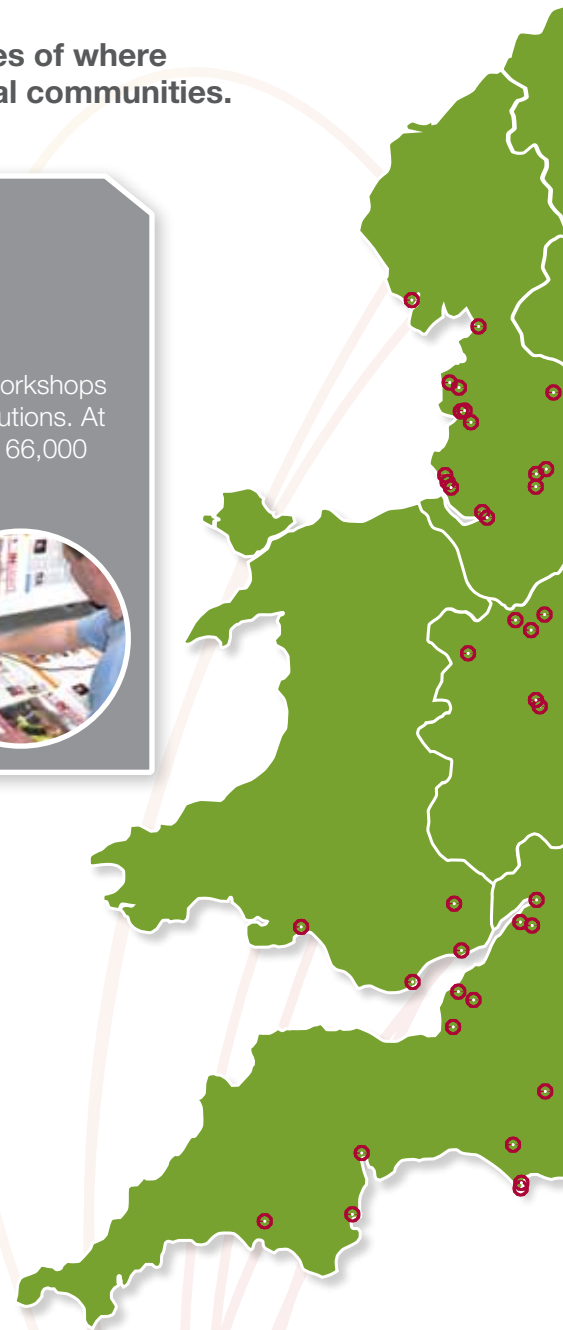 es of where
al communities.
orkshops
utions. At
66,000